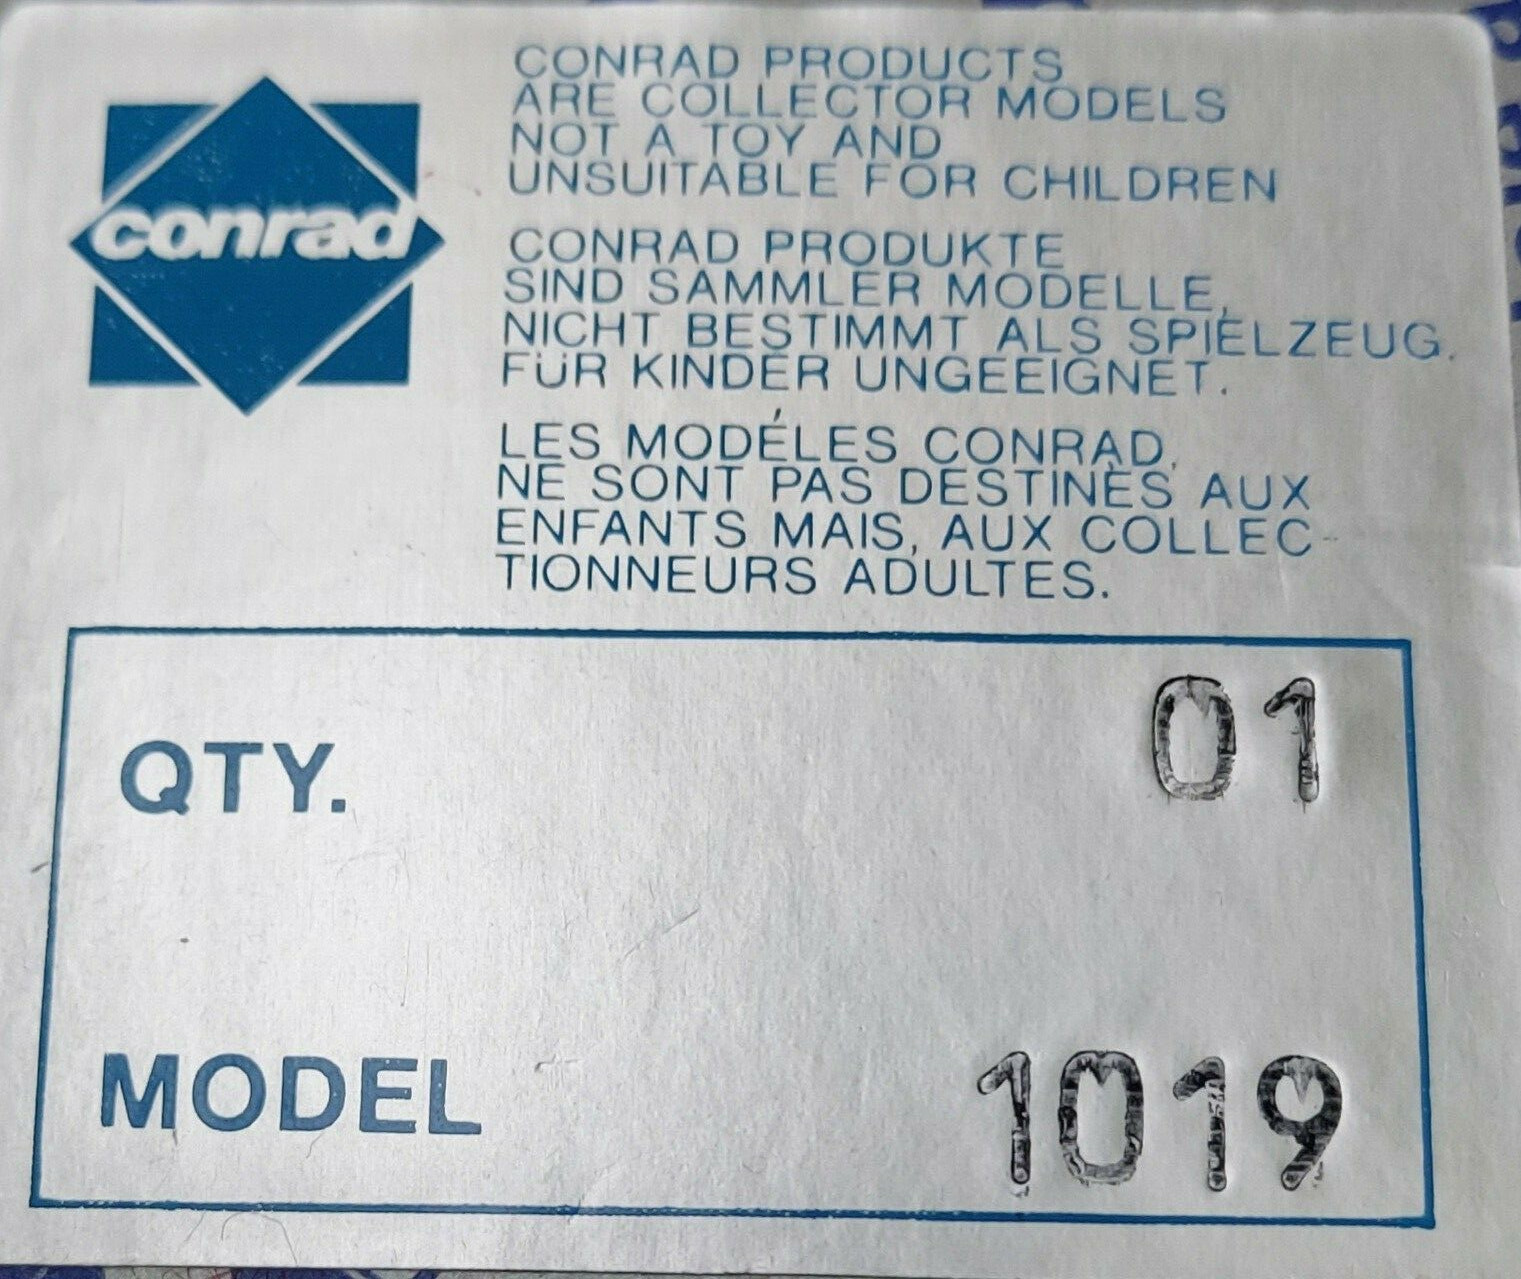 conrad
CONRAD PRODUCTS
ARE COLLECTOR MODELS
NOT A TOY AND
UNSUITABLE FOR CHILDREN
CONRAD PRODUKTE
SIND SAMMLER MODELLE,
NICHT BESTIMMT ALS SPIELZEUG.
FÜR KINDER UNGEEIGNET.
LES MODÉLES CONRAD,
NE SONT PAS DESTINÈS AUX
ENFANTS MAIS, AUX COLLEC-
TIONNEURS ADULTES.
QTY. 01
MODEL 1019